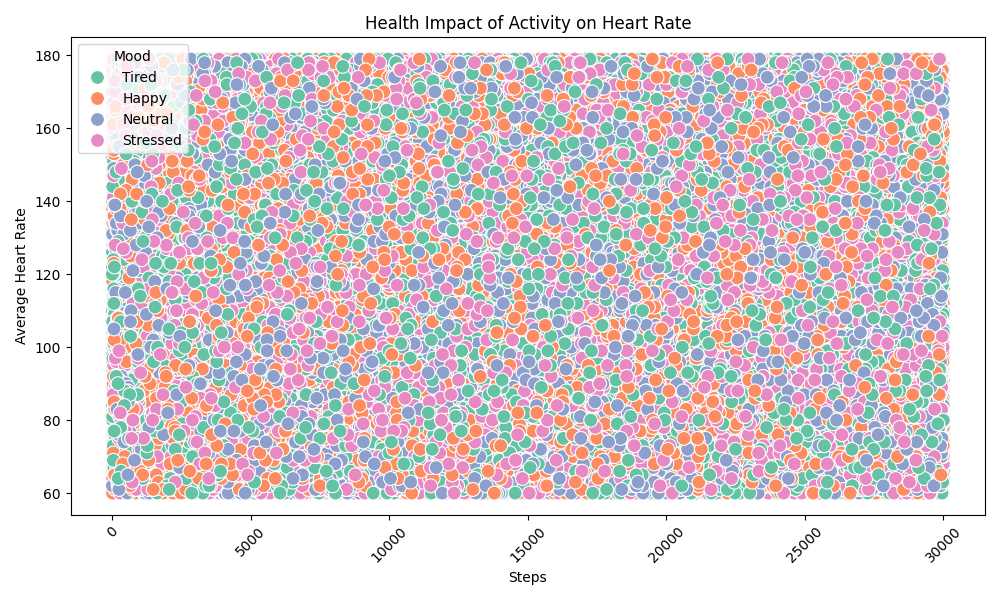 Health Impact of Activity on Heart Rate
Mood
Tired
Happy
Neutral
Stressed
Average Heart Rate
180
160
140
120
100
80
60
0
5000
10000
15000
20000
25000
30000
Steps